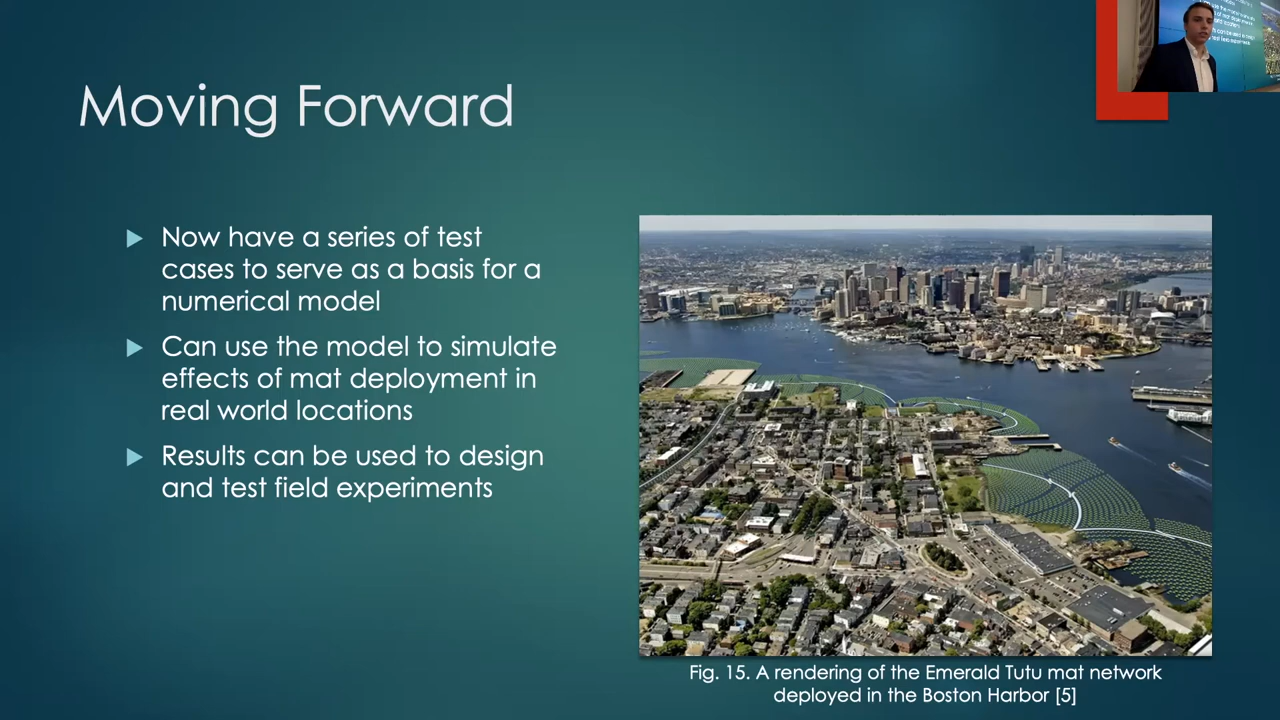 Moving Forward
Now have a series of test
cases to serve as a basis for a
numerical model
Can use the model to simulate
effects of mat deployment in
real world locations
Results can be used to design
and test field experiments
Fig. 15. A rendering of the Emerald Tutu mat network
deployed in the Boston Harbor [5]